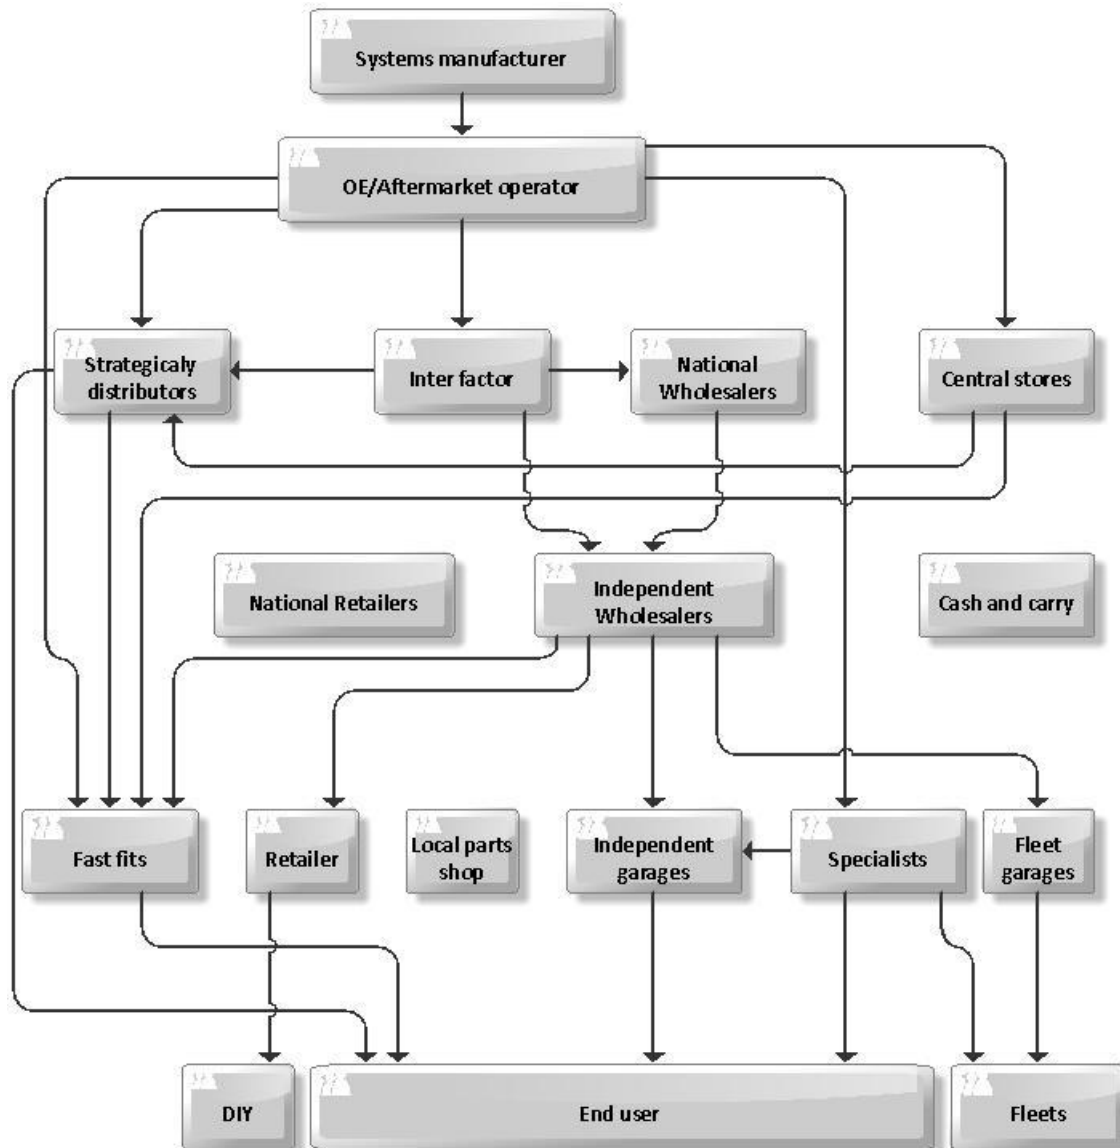 Systems manufacturer
OE/Aftermarket operator
Strategicaly
distributors
Inter factor
National
Wholesalers
Central stores
National Retailers
Independent
Wholesalers
Cash and carry
Fast fits
Retailer
Local parts
shop
Independent
garages
Specialists
Fleet
garages
DIY
End user
Fleets